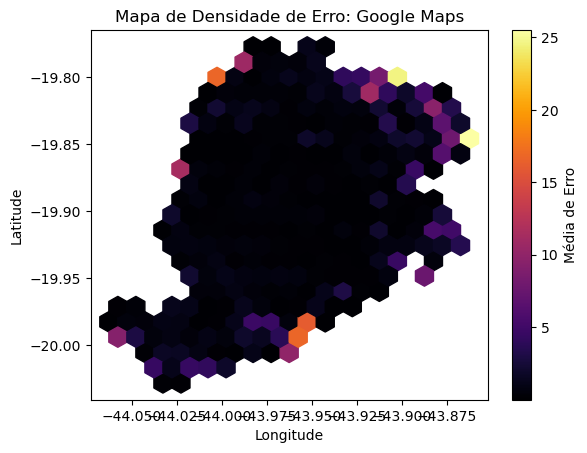 Mapa de Densidade de Erro: Google Maps
25
20
15
10
5
Média de Erro
−19.80
−19.85
−19.90
−19.95
−20.00
Latitude
−44.050−44.025−44.000−43.975−43.950−43.925−43.900−43.875
Longitude